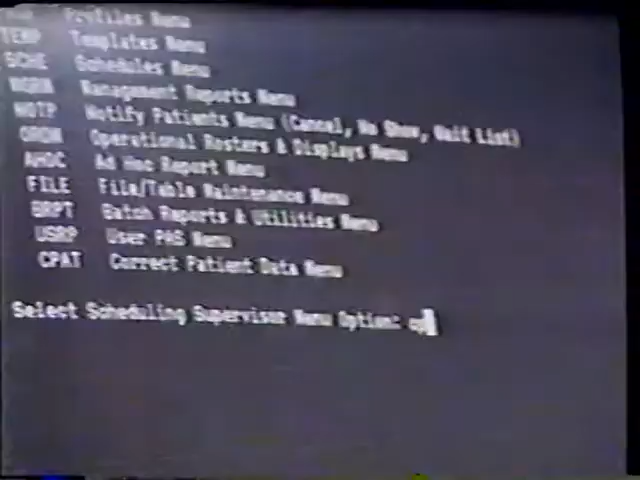 Profiles Menu
TEMP Templates Menu
SCHE Schedules Menu
Management Reports Menu
NOTP Notify Patients Menu (Cancel, No Show, Wait List)
OROM Operational Rosters & Displays Menu
AHOC Ad Hoc Report Menu
FILE File/Table Maintenance Menu
BRPT Batch Reports & Utilities Menu
USRP User PAS Menu
CPAT Correct Patient Data Menu
Select Scheduling Supervisor Menu Option: op